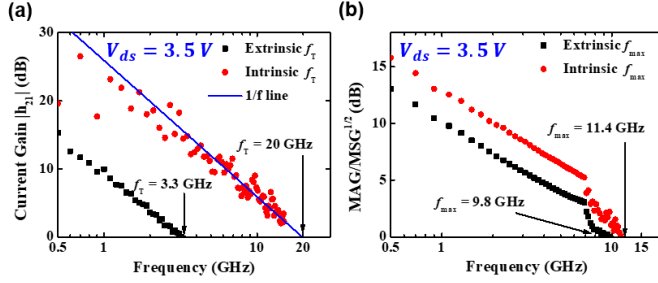 (a)
30
20
10
0
Current Gain |h21| (dB)
Vds = 3.5 V
Extrinsic fT
Intrinsic fT
1/f line
fT = 20 GHz
fT = 3.3 GHz
0.5
1
10
20
Frequency (GHz)
(b)
15
10
5
0
MAG/MSG1/2 (dB)
Vds = 3.5 V
Extrinsic fmax
Intrinsic fmax
fmax = 11.4 GHz
fmax = 9.8 GHz
0.5
1
10
15
Frequency (GHz)